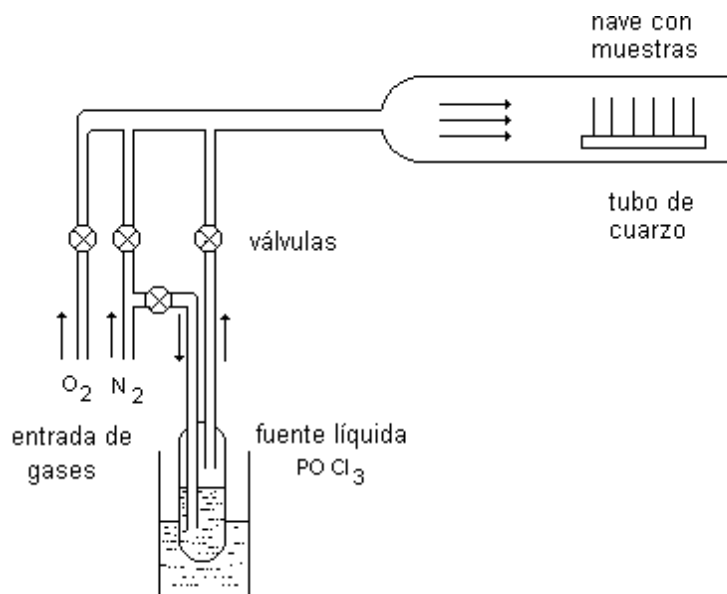 nave con
muestras
tubo de
cuarzo
válvulas
O2 N2
entrada de
gases
fuente líquida
PO Cl3